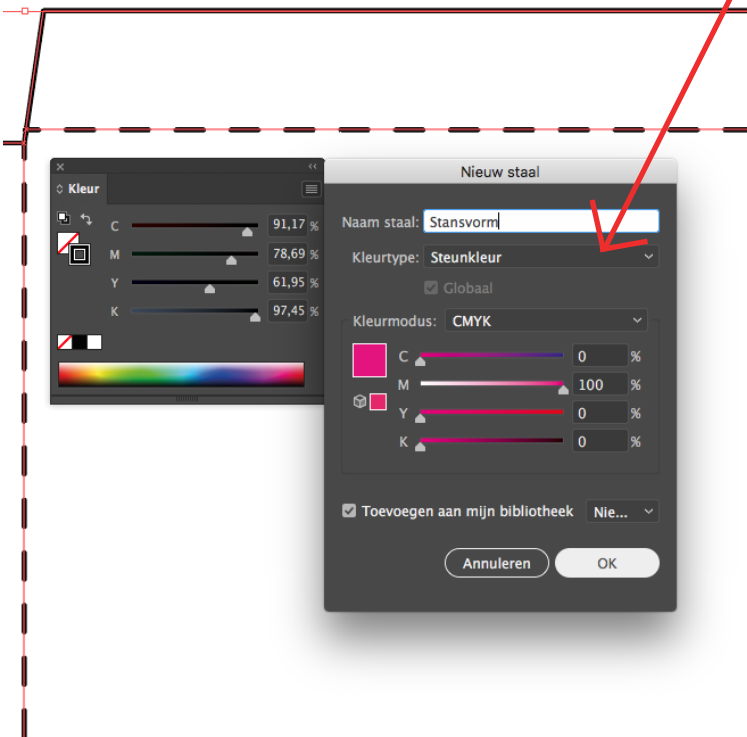 Kleur
C 91,17 %
M 78,69 %
Y 61,95 %
K 97,45 %
Nieuw staal
Naam staal: Stansvorm
Kleurtype: Steunkleur
Globaal
Kleurmodus: CMYK
C 0 %
M 100 %
Y 0 %
K 0 %
Toevoegen aan mijn bibliotheek Nie...
Annuleren OK